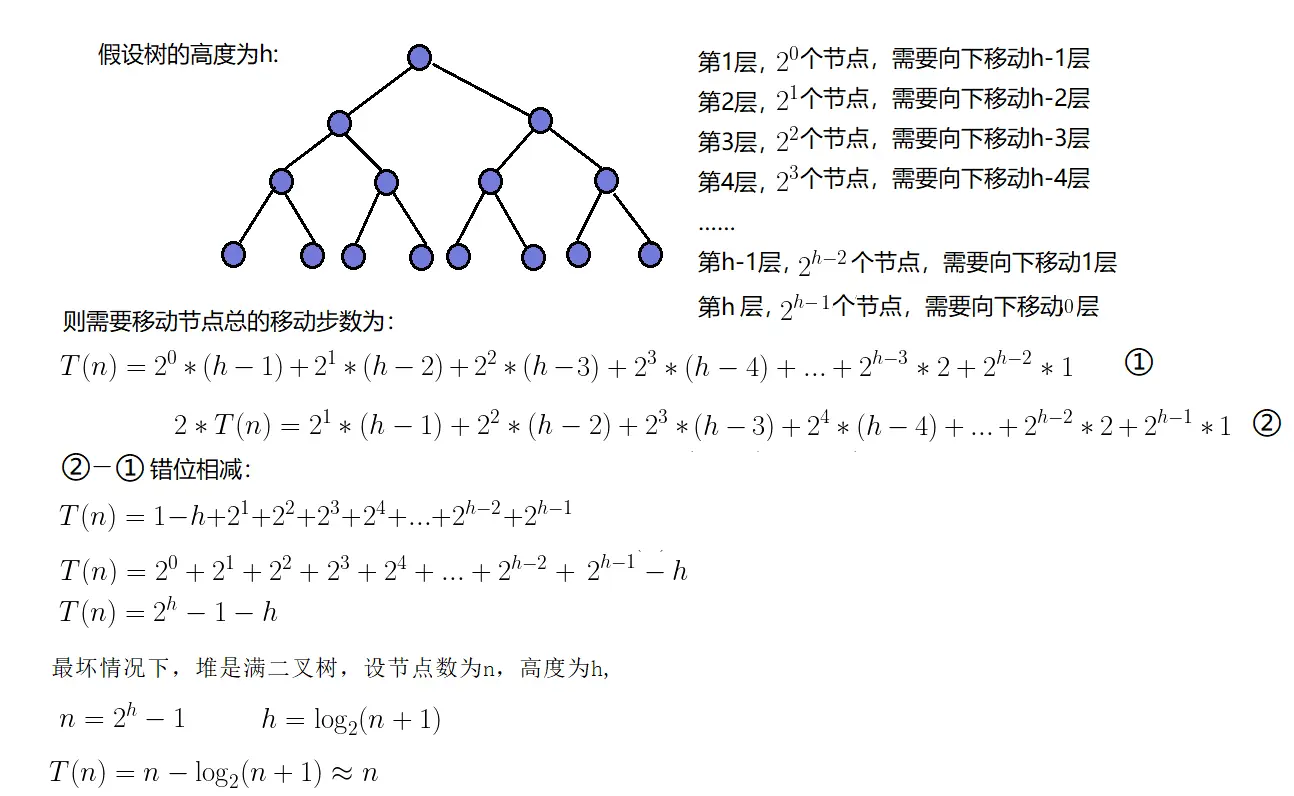 假设树的高度为h:
第1层，2^0个节点，需要向下移动h-1层
第2层，2^1个节点，需要向下移动h-2层
第3层，2^2个节点，需要向下移动h-3层
第4层，2^3个节点，需要向下移动h-4层
......
第h-1层，2^{h-2}个节点，需要向下移动1层
第h层，2^{h-1}个节点，需要向下移动0层
则需要移动节点总的移动步数为：
T(n) = 2^0 * (h − 1) + 2^1 * (h − 2) + 2^2 * (h − 3) + 2^3 * (h − 4) + ... + 2^{h−3} * 2 + 2^{h−2} * 1 ①
2 * T(n) = 2^1 * (h − 1) + 2^2 * (h − 2) + 2^3 * (h − 3) + 2^4 * (h − 4) + ... + 2^{h−2} * 2 + 2^{h−1} * 1 ②
②－①错位相减：
T(n) = 1−h+2^1+2^2+2^3+2^4+...+2^{h−2}+2^{h−1}
T(n) = 2^0 + 2^1 + 2^2 + 2^3 + 2^4 + ... + 2^{h−2} + 2^{h−1} − h
T(n) = 2^h − 1 − h
最坏情况下，堆是满二叉树，设节点数为n，高度为h,
n = 2^h − 1 h = log_2(n + 1)
T(n) = n − log_2(n + 1) ≈ n